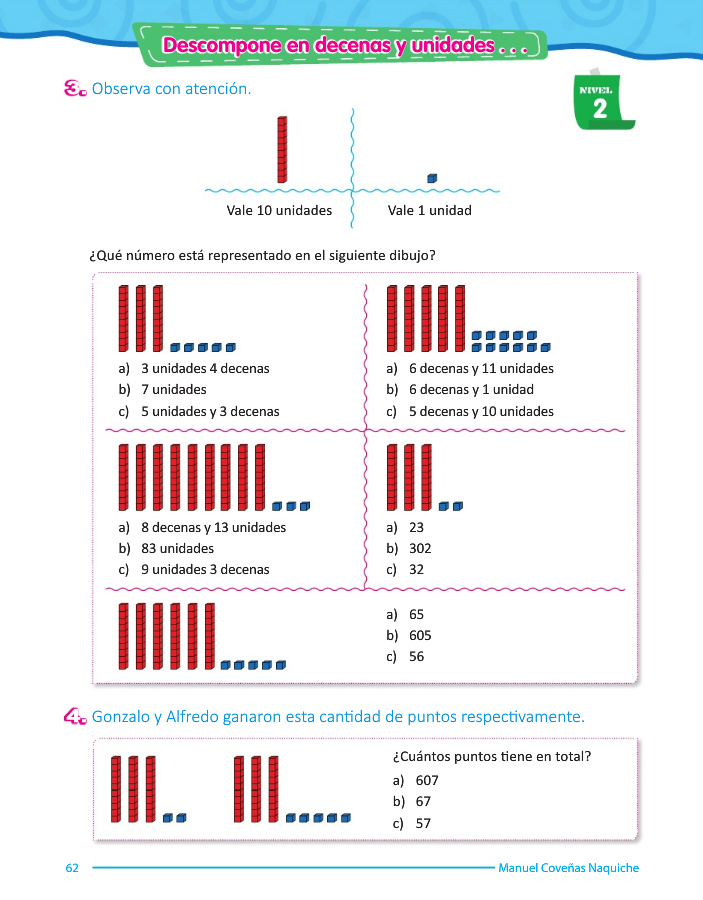 Descompone en decenas y unidades . . .
3. Observa con atención.
NIVEL
2
Vale 10 unidades
Vale 1 unidad
¿Qué número está representado en el siguiente dibujo?
a) 3 unidades 4 decenas
b) 7 unidades
c) 5 unidades y 3 decenas
a) 6 decenas y 11 unidades
b) 6 decenas y 1 unidad
c) 5 decenas y 10 unidades
a) 8 decenas y 13 unidades
b) 83 unidades
c) 9 unidades 3 decenas
a) 23
b) 302
c) 32
a) 65
b) 605
c) 56
4. Gonzalo y Alfredo ganaron esta cantidad de puntos respectivamente.
¿Cuántos puntos tiene en total?
a) 607
b) 67
c) 57
62
Manuel Coveñas Naquiche